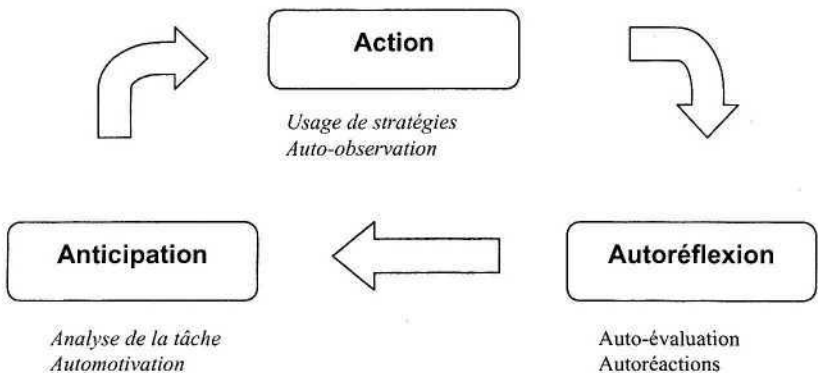 Action
Usage de stratégies
Auto-observation
Anticipation
Analyse de la tâche
Automotivation
Autoréflexion
Auto-évaluation
Autoréactions